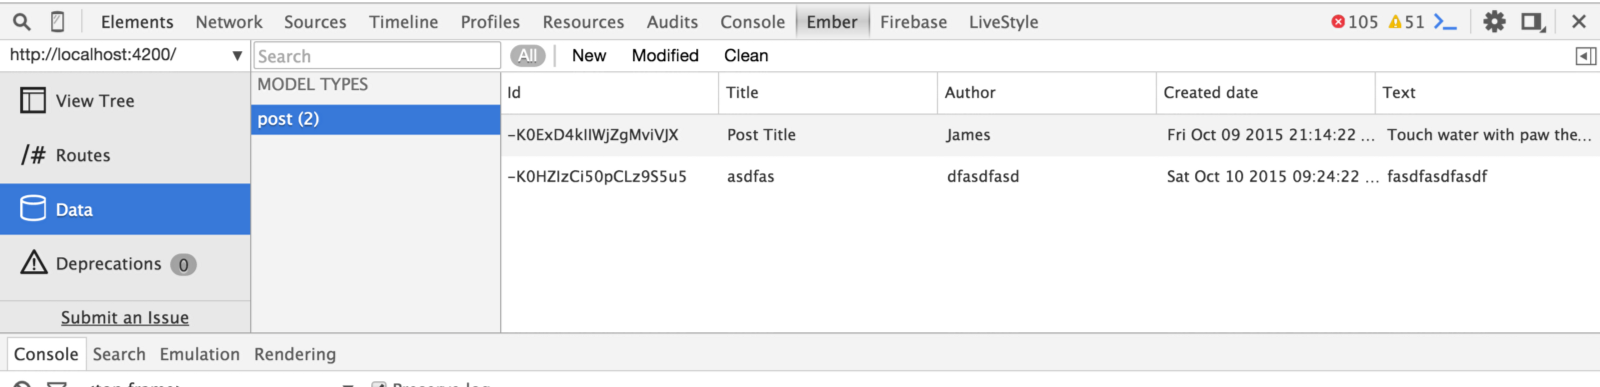 Elements Network Sources Timeline Profiles Resources Audits Console Ember Firebase LiveStyle 105 51
http://localhost:4200/ Search All New Modified Clean
View Tree
/# Routes
Data
Deprecations 0
Submit an Issue
MODEL TYPES
post (2)
Id Title Author Created date Text
-K0ExD4kIIWjZgMviVJX Post Title James Fri Oct 09 2015 21:14:22 ... Touch water with paw the...
-K0HZIzCi50pCLz9S5u5 asdfas dfasdfasd Sat Oct 10 2015 09:24:22 ... fasdfasdfasdf
Console Search Emulation Rendering
Preserve log